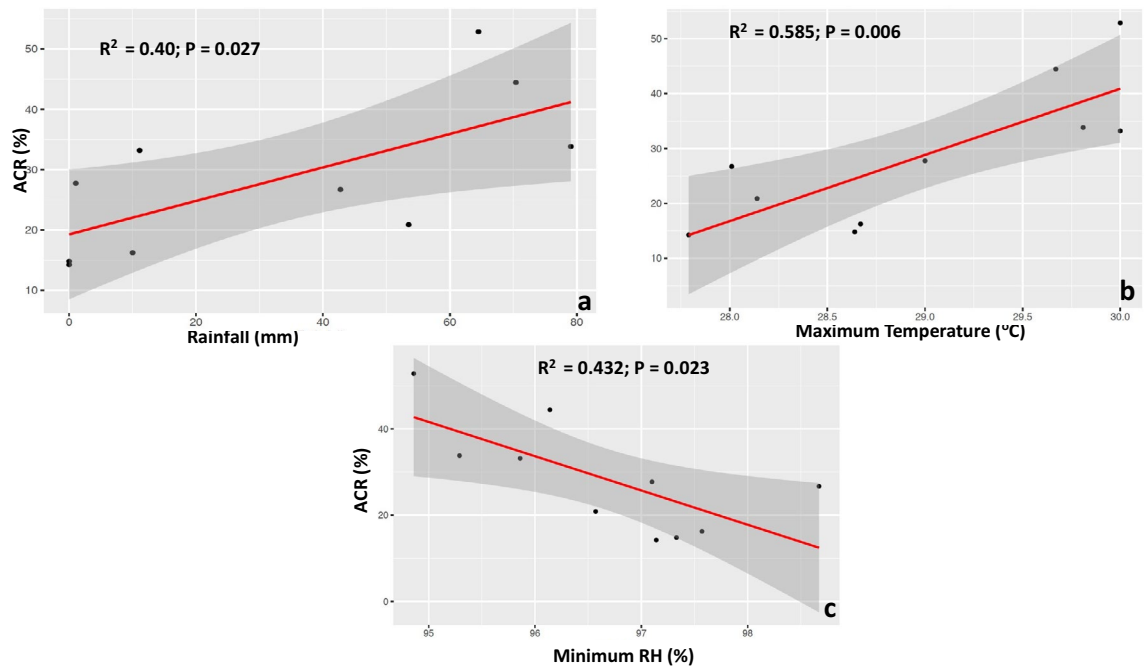 R² = 0.40; P = 0.027
ACR (%)
50
40
30
20
10
a
0
20
40
60
80
Rainfall (mm)
R² = 0.585; P = 0.006
50
40
30
20
10
b
28.0
28.5
29.0
29.5
30.0
Maximum Temperature (⁰C)
R² = 0.432; P = 0.023
ACR (%)
40
20
0
c
95
96
97
98
Minimum RH (%)